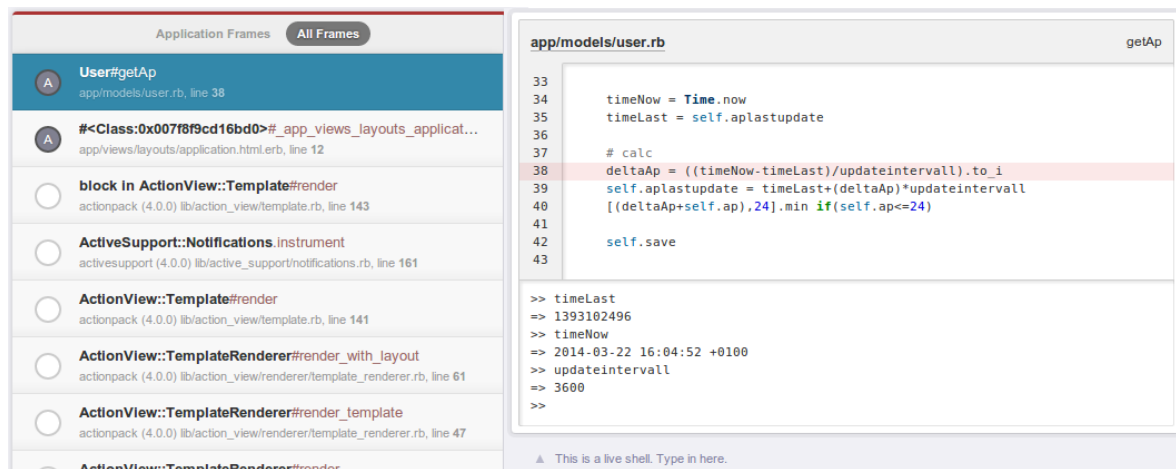 Application Frames All Frames
A
User#getAp
app/models/user.rb, line 38
A
#<Class:0x007f8f9cd16bd0>#_app_views_layouts_applicat...
app/views/layouts/application.html.erb, line 12
block in ActionView::Template#render
actionpack (4.0.0) lib/action_view/template.rb, line 143
ActiveSupport::Notifications.instrument
activesupport (4.0.0) lib/active_support/notifications.rb, line 161
ActionView::Template#render
actionpack (4.0.0) lib/action_view/template.rb, line 141
ActionView::TemplateRenderer#render_with_layout
actionpack (4.0.0) lib/action_view/renderer/template_renderer.rb, line 61
ActionView::TemplateRenderer#render_template
actionpack (4.0.0) lib/action_view/renderer/template_renderer.rb, line 47
ActionView::TemplateRenderer#render
app/models/user.rb getAp
33
34 timeNow = Time.now
35 timeLast = self.aplastupdate
36
37 # calc
38 deltaAp = ((timeNow-timeLast)/updateintervall).to_i
39 self.aplastupdate = timeLast+(deltaAp)*updateintervall
40 [(deltaAp+self.ap),24].min if(self.ap<=24)
41
42 self.save
43
>> timeLast
=> 1393102496
>> timeNow
=> 2014-03-22 16:04:52 +0100
>> updateintervall
=> 3600
>>
▲ This is a live shell. Type in here.